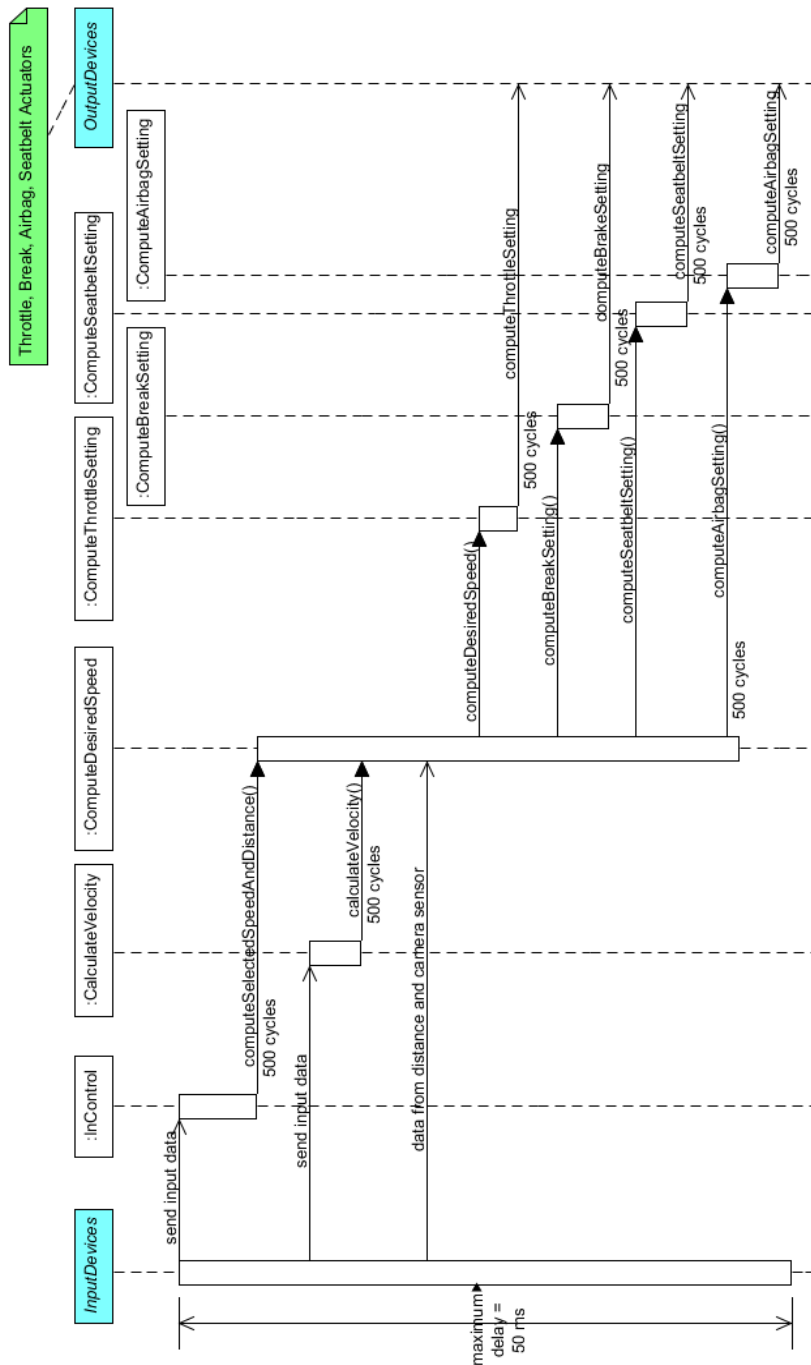 Throttle, Break, Airbag, Seatbelt Actuators
InputDevices
:InControl
:CalculateVelocity
:ComputeDesiredSpeed
:ComputeThrottleSetting
:ComputeSeatbeltSetting
OutputDevices
:ComputeBreakSetting
:ComputeAirbagSetting
send input data
computeSelectedSpeedAndDistance()
500 cycles
send input data
calculateVelocity()
500 cycles
data from distance and camera sensor
maximum
delay =
50 ms
computeDesiredSpeed()
computeThrottleSetting
500 cycles
computeBreakSetting()
computeBrakeSetting
500 cycles
computeSeatbeltSetting()
computeSeatbeltSetting
500 cycles
computeAirbagSetting()
500 cycles
computeAirbagSetting
500 cycles